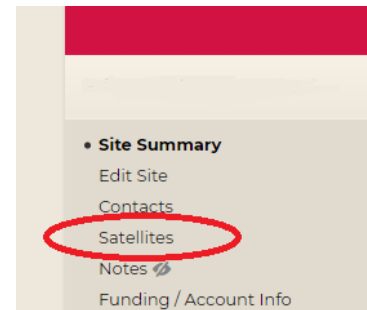 • Site Summary
Edit Site
Contacts
Satellites
Notes
Funding / Account Info